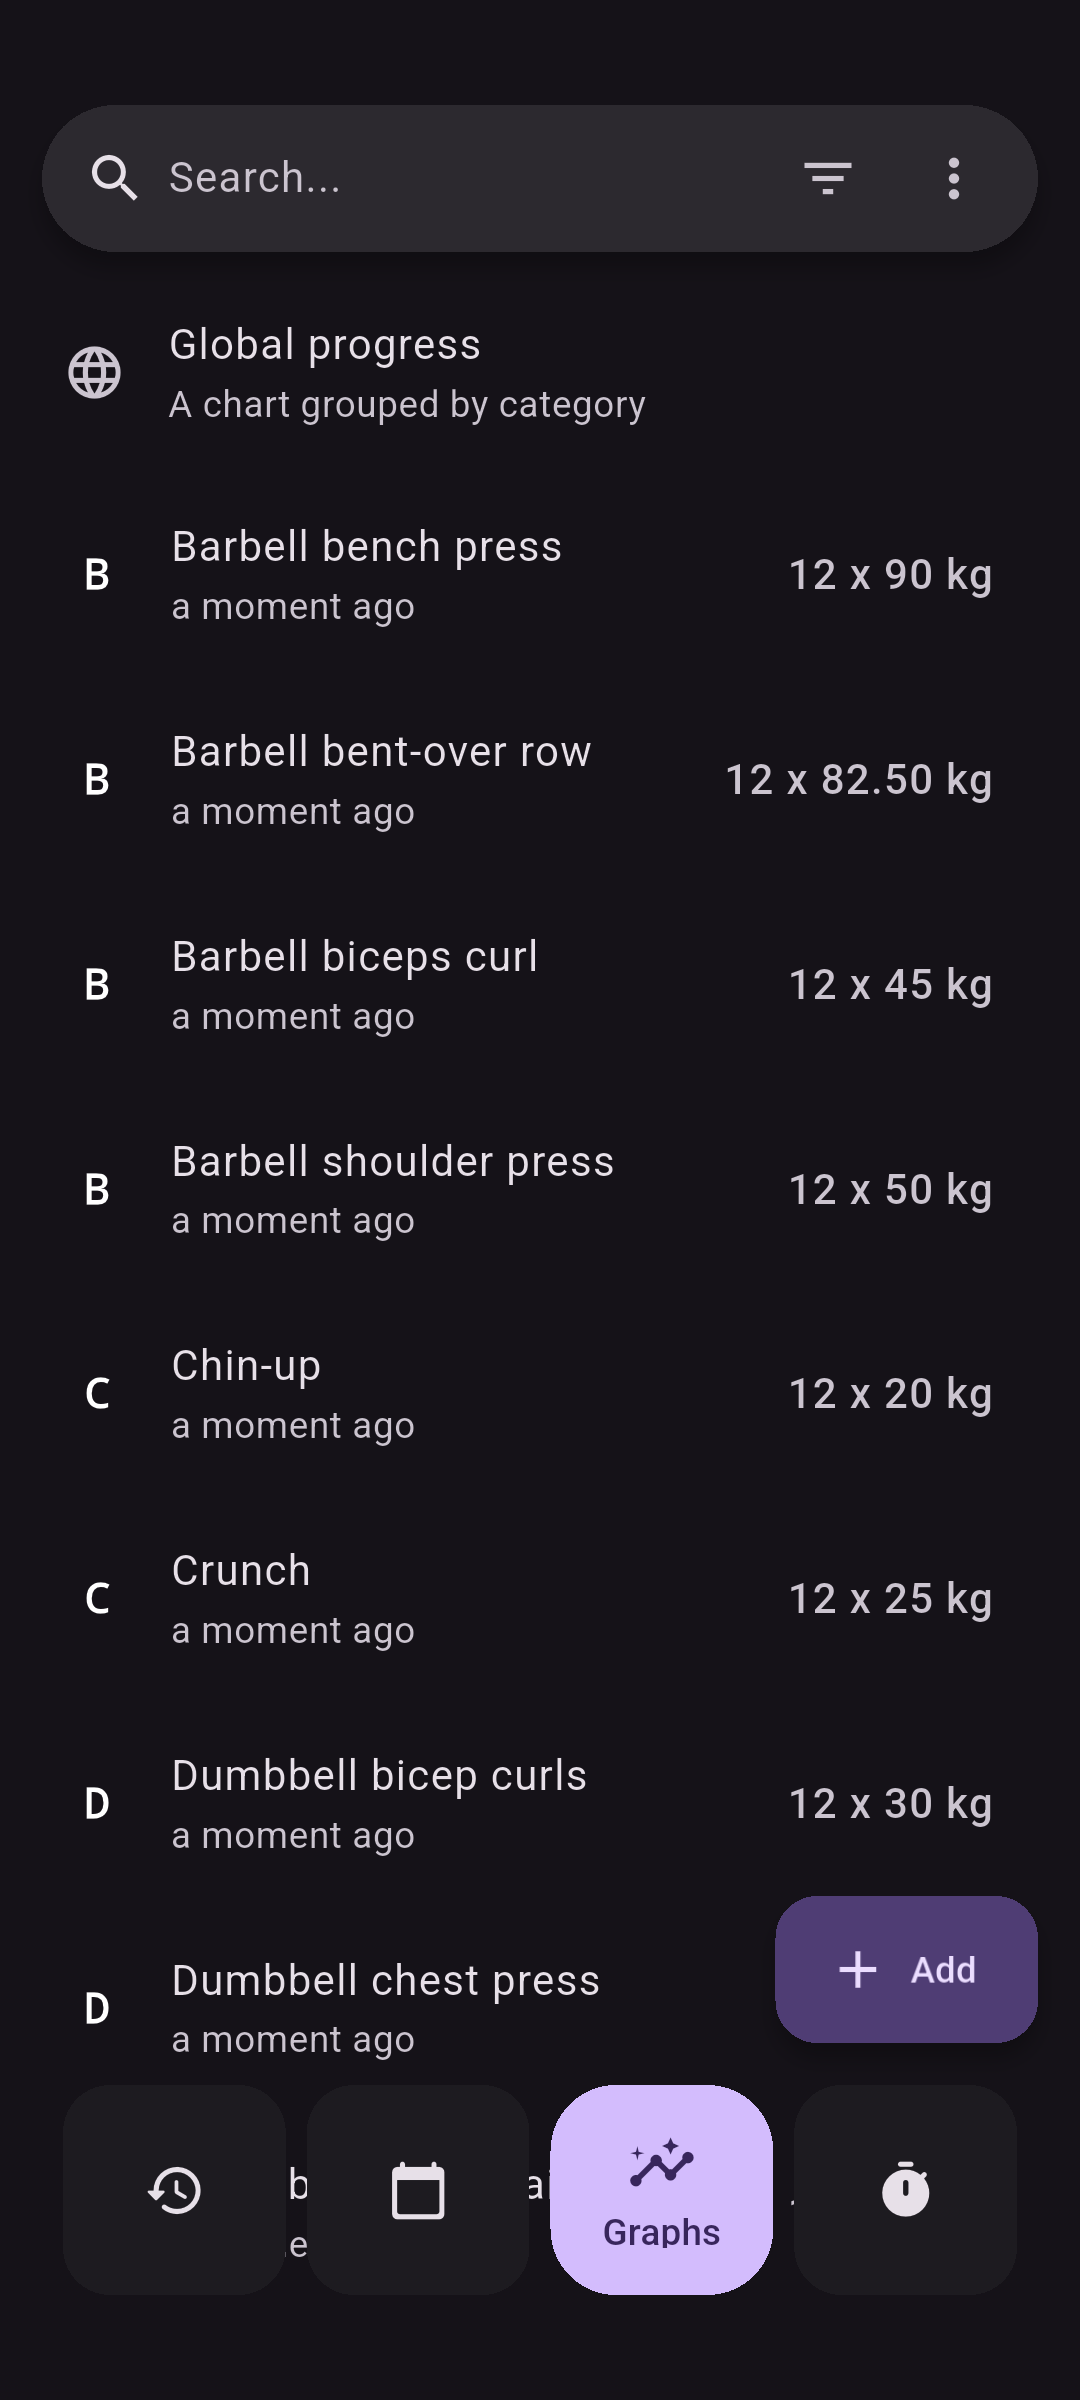 Search...
Global progress
A chart grouped by category
B
Barbell bench press
a moment ago
12 x 90 kg
B
Barbell bent-over row
a moment ago
12 x 82.50 kg
B
Barbell biceps curl
a moment ago
12 x 45 kg
B
Barbell shoulder press
a moment ago
12 x 50 kg
C
Chin-up
a moment ago
12 x 20 kg
C
Crunch
a moment ago
12 x 25 kg
D
Dumbbell bicep curls
a moment ago
12 x 30 kg
D
Dumbbell chest press
a moment ago
Add
Graphs